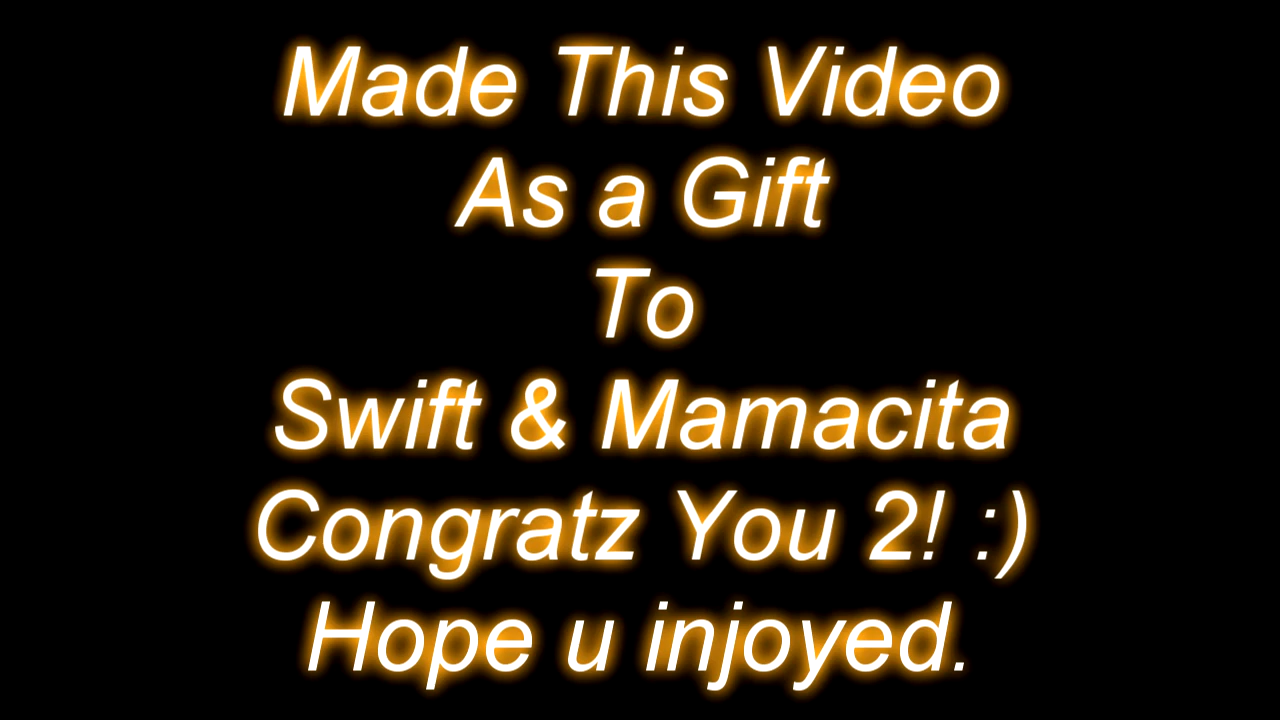 Made This Video
As a Gift
To
Swift & Mamacita
Congratz You 2! :)
Hope u injoyed.